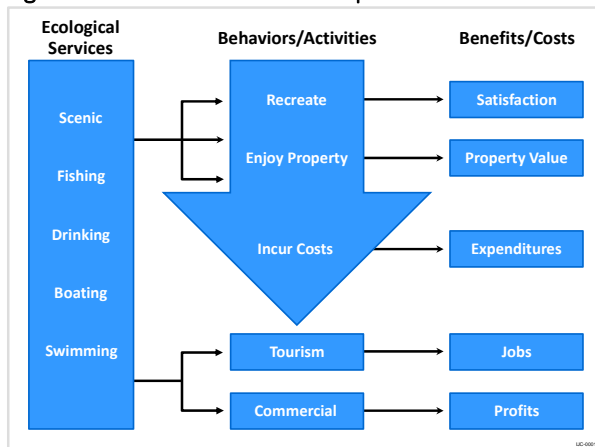 Ecological
Services
Behaviors/Activities
Benefits/Costs
Scenic
Fishing
Drinking
Boating
Swimming
Recreate
Enjoy Property
Incur Costs
Tourism
Commercial
Satisfaction
Property Value
Expenditures
Jobs
Profits